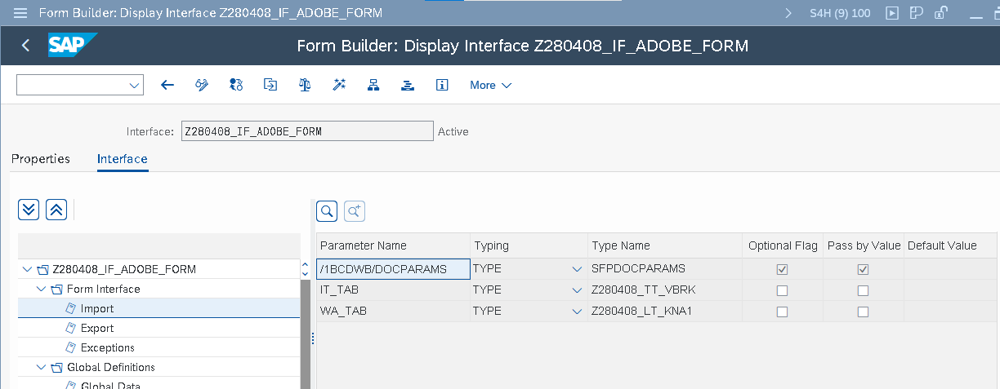 Form Builder: Display Interface Z280408_IF_ADOBE_FORM S4H (9) 100
SAP Form Builder: Display Interface Z280408_IF_ADOBE_FORM
More
Interface: Z280408_IF_ADOBE_FORM Active
Properties Interface
Parameter Name Typing Type Name Optional Flag Pass by Value Default Value
Z280408_IF_ADOBE_FORM
/1BCDWB/DOCPARAMS TYPE SFPDOCPARAMS
Form Interface
IT_TAB TYPE Z280408_TT_VBRK
Import
WA_TAB TYPE Z280408_LT_KNA1
Export
Exceptions
Global Definitions
Global Data